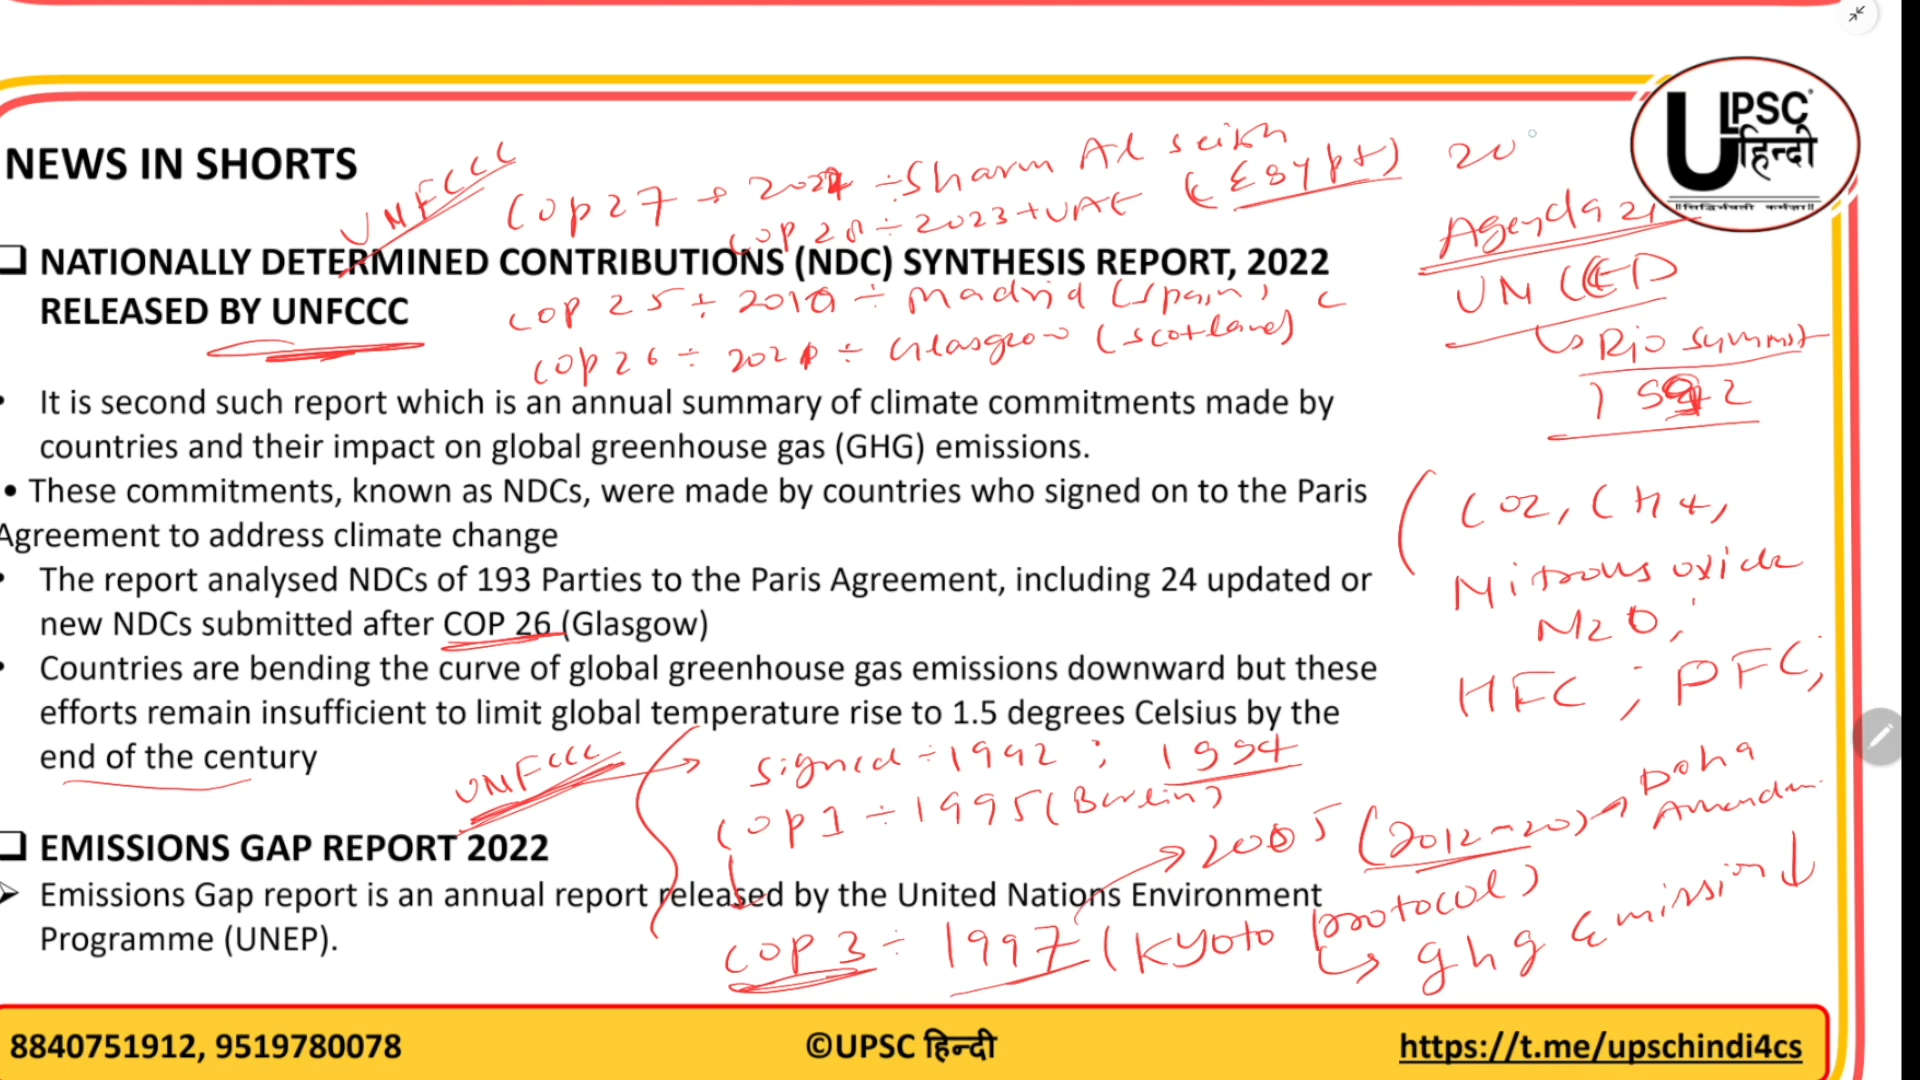 UPSC
हिन्दी
NEWS IN SHORTS
UNFCCC
COP27 → 2022 ÷ Sharm Al Seikh
(Egypt) 20
COP 28 ÷ 2023 + UAE
Agenda 21
NATIONALLY DETERMINED CONTRIBUTIONS (NDC) SYNTHESIS REPORT, 2022
RELEASED BY UNFCCC
UNCED
COP 25 ÷ 2019 ÷ Madrid (Spain)
COP 26 ÷ 2021 ÷ Glasgow (Scotland)
Rio Summit
1992
It is second such report which is an annual summary of climate commitments made by
countries and their impact on global greenhouse gas (GHG) emissions.
• These commitments, known as NDCs, were made by countries who signed on to the Paris
Agreement to address climate change
CO2, CH4,
Nitrous oxide
N2O;
HFC ; PFC;
The report analysed NDCs of 193 Parties to the Paris Agreement, including 24 updated or
new NDCs submitted after COP 26 (Glasgow)
Countries are bending the curve of global greenhouse gas emissions downward but these
efforts remain insufficient to limit global temperature rise to 1.5 degrees Celsius by the
end of the century
UNFCCC
Signed ÷ 1992 ; 1994
COP 1 ÷ 1995 (Berlin)
→ 2005 (2012-20) → Doha
Amendm
EMISSIONS GAP REPORT 2022
Emissions Gap report is an annual report released by the United Nations Environment
Programme (UNEP).
COP 3 ÷ 1997 (Kyoto protocol)
ghg Emission ↓
8840751912, 9519780078
©UPSC हिन्दी
https://t.me/upschindi4cs